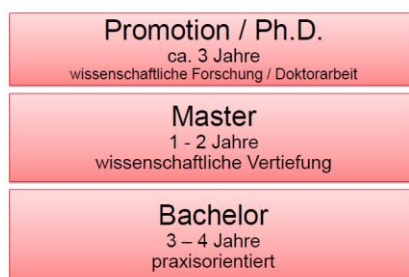 Promotion / Ph.D.
ca. 3 Jahre
wissenschaftliche Forschung / Doktorarbeit
Master
1 - 2 Jahre
wissenschaftliche Vertiefung
Bachelor
3 – 4 Jahre
praxisorientiert